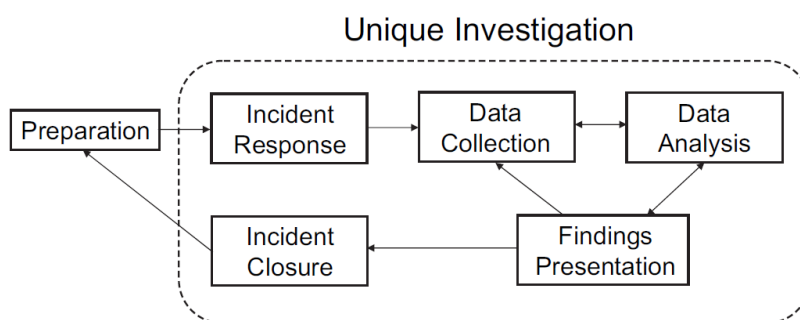 Unique Investigation
Preparation
Incident
Response
Data
Collection
Data
Analysis
Incident
Closure
Findings
Presentation